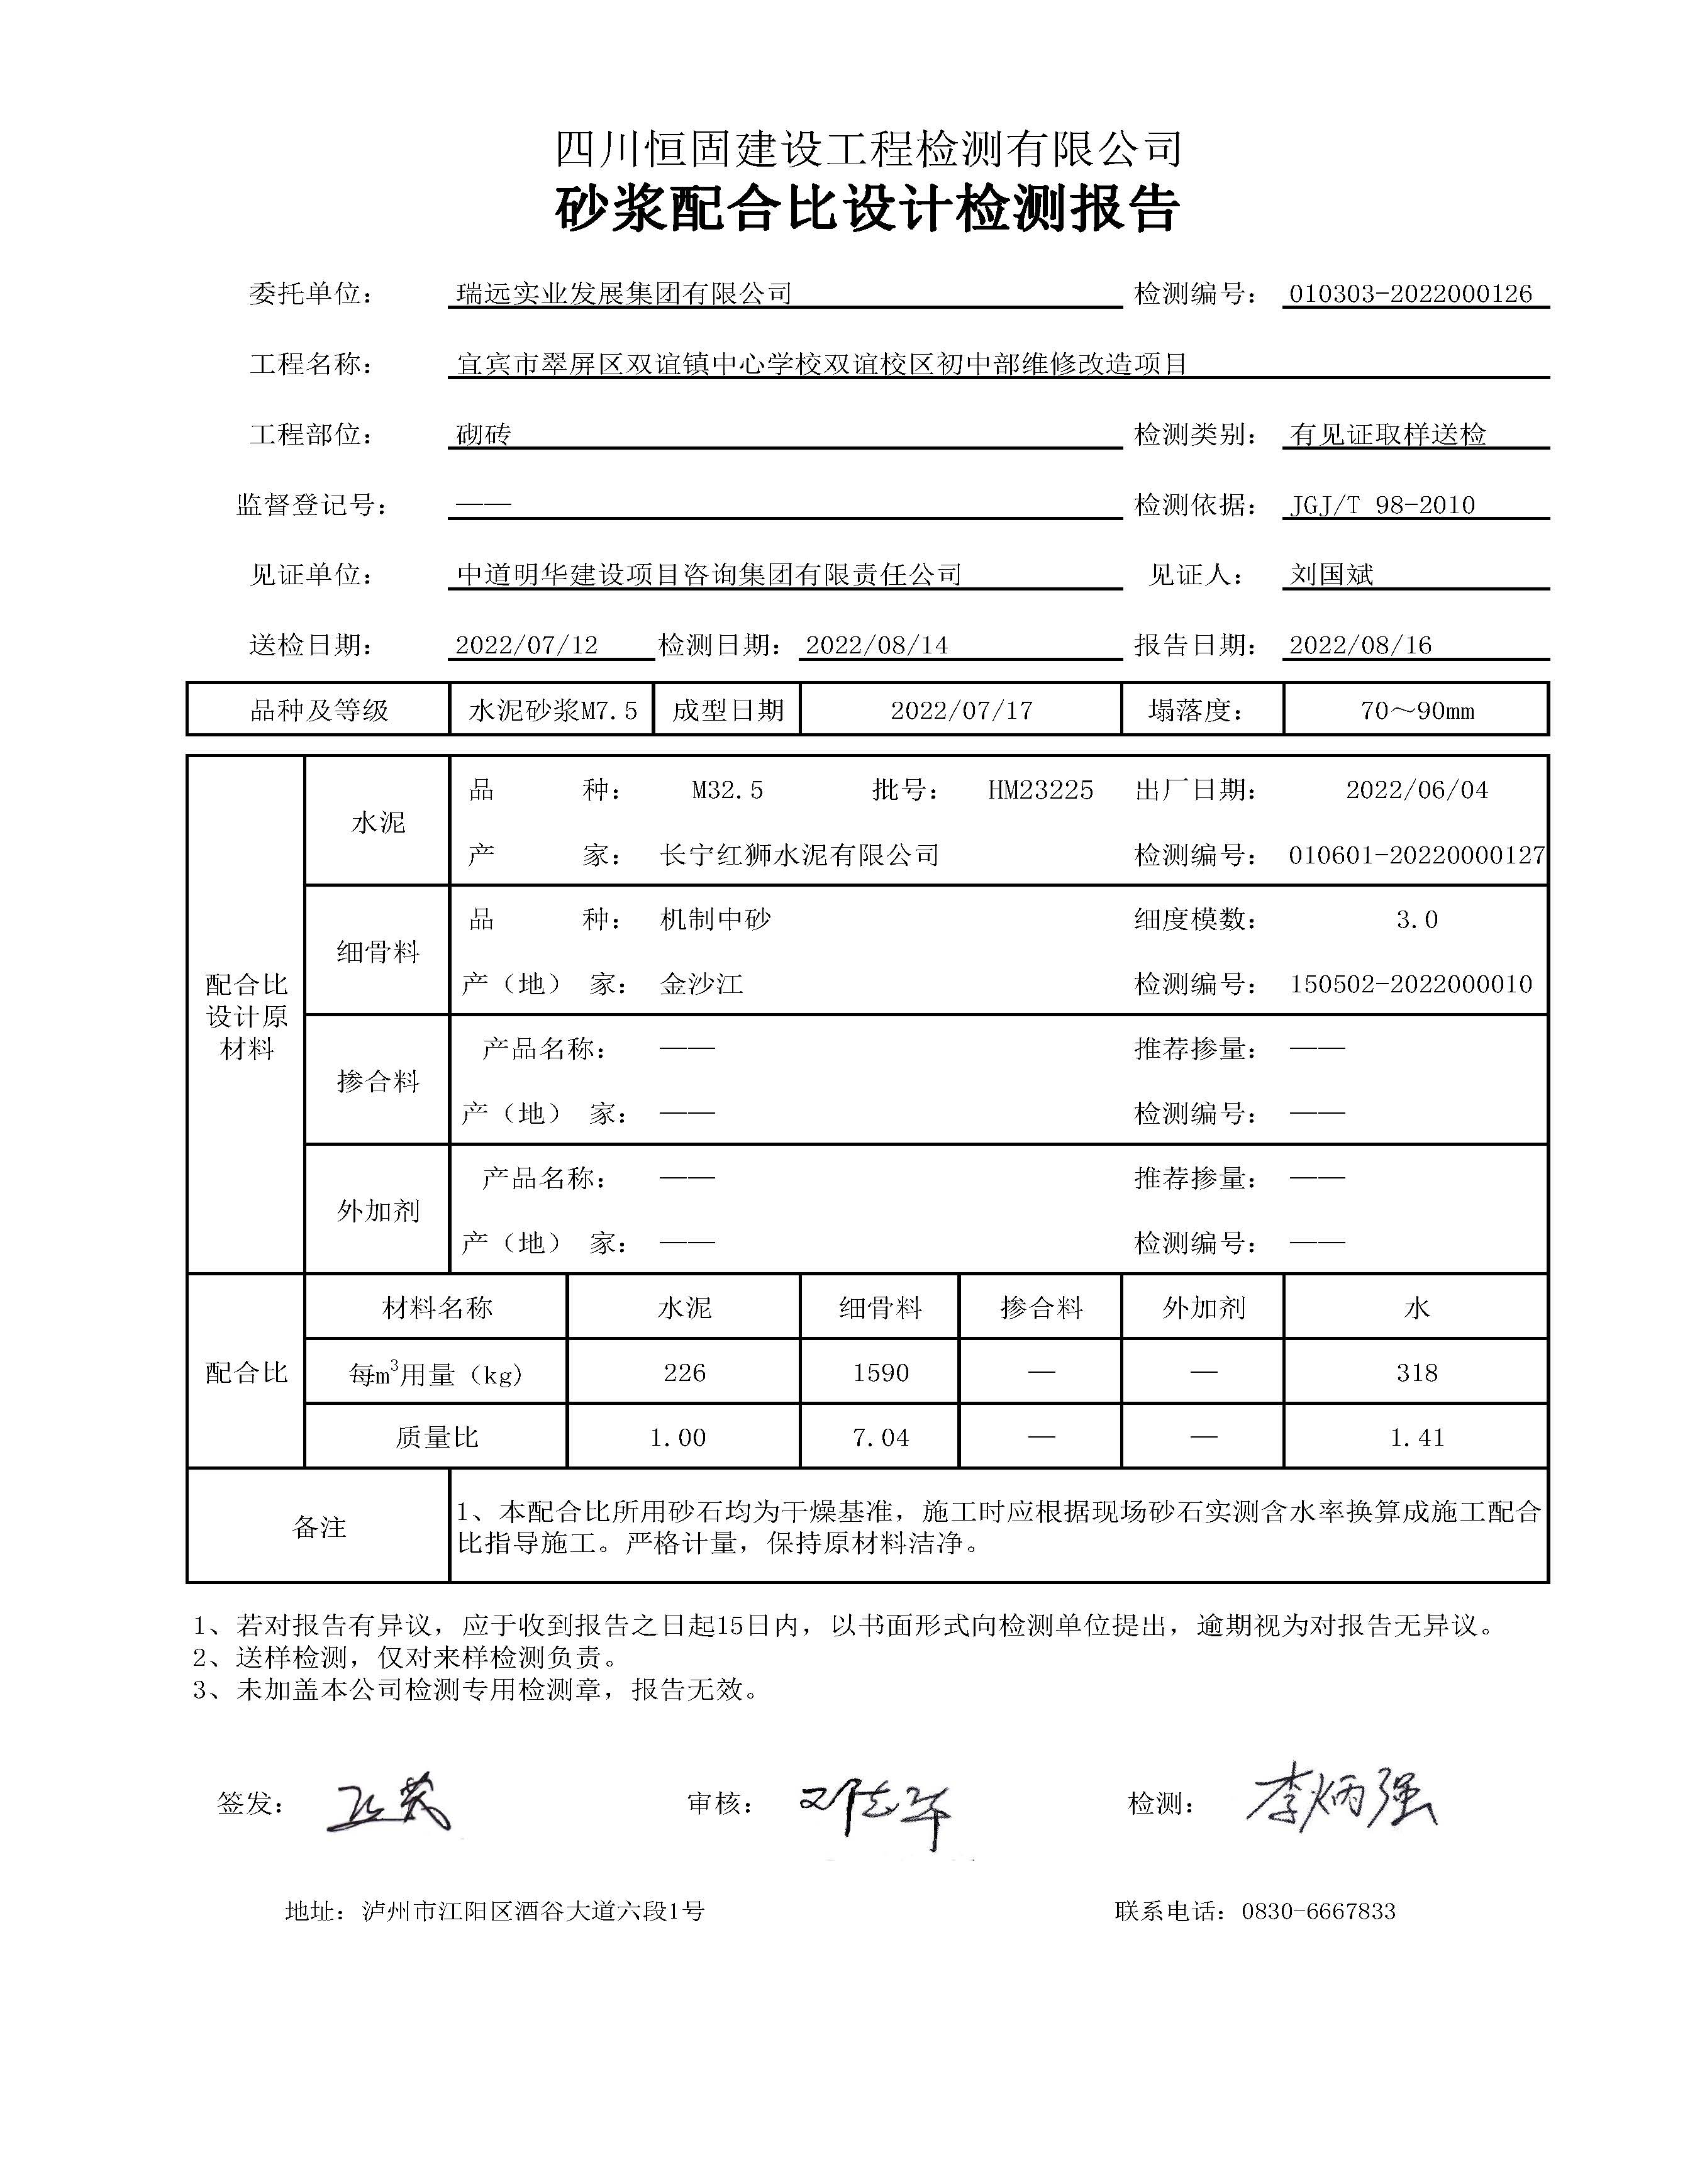 四川恒固建设工程检测有限公司
砂浆配合比设计检测报告
委托单位： 瑞远实业发展集团有限公司 检测编号： 010303-2022000126
工程名称： 宜宾市翠屏区双谊镇中心学校双谊校区初中部维修改造项目
工程部位： 砌砖 检测类别： 有见证取样送检
监督登记号： —— 检测依据： JGJ/T 98-2010
见证单位： 中道明华建设项目咨询集团有限责任公司 见证人： 刘国斌
送检日期： 2022/07/12 检测日期： 2022/08/14 报告日期： 2022/08/16
品种及等级 水泥砂浆M7.5 成型日期 2022/07/17 塌落度： 70～90mm
配合比设计原材料
水泥
品 种： M32.5 批号： HM23225 出厂日期： 2022/06/04
产 家： 长宁红狮水泥有限公司 检测编号： 010601-20220000127
细骨料
品 种： 机制中砂 细度模数： 3.0
产（地） 家： 金沙江 检测编号： 150502-2022000010
掺合料
产品名称： —— 推荐掺量： ——
产（地） 家： —— 检测编号： ——
外加剂
产品名称： —— 推荐掺量： ——
产（地） 家： —— 检测编号： ——
配合比
材料名称 水泥 细骨料 掺合料 外加剂 水
每m³用量（kg） 226 1590 — — 318
质量比 1.00 7.04 — — 1.41
备注
1、本配合比所用砂石均为干燥基准，施工时应根据现场砂石实测含水率换算成施工配合
比指导施工。严格计量，保持原材料洁净。
1、若对报告有异议，应于收到报告之日起15日内，以书面形式向检测单位提出，逾期视为对报告无异议。
2、送样检测，仅对来样检测负责。
3、未加盖本公司检测专用检测章，报告无效。
签发： 审核： 检测： 李炳强
地址：泸州市江阳区酒谷大道六段1号 联系电话：0830-6667833